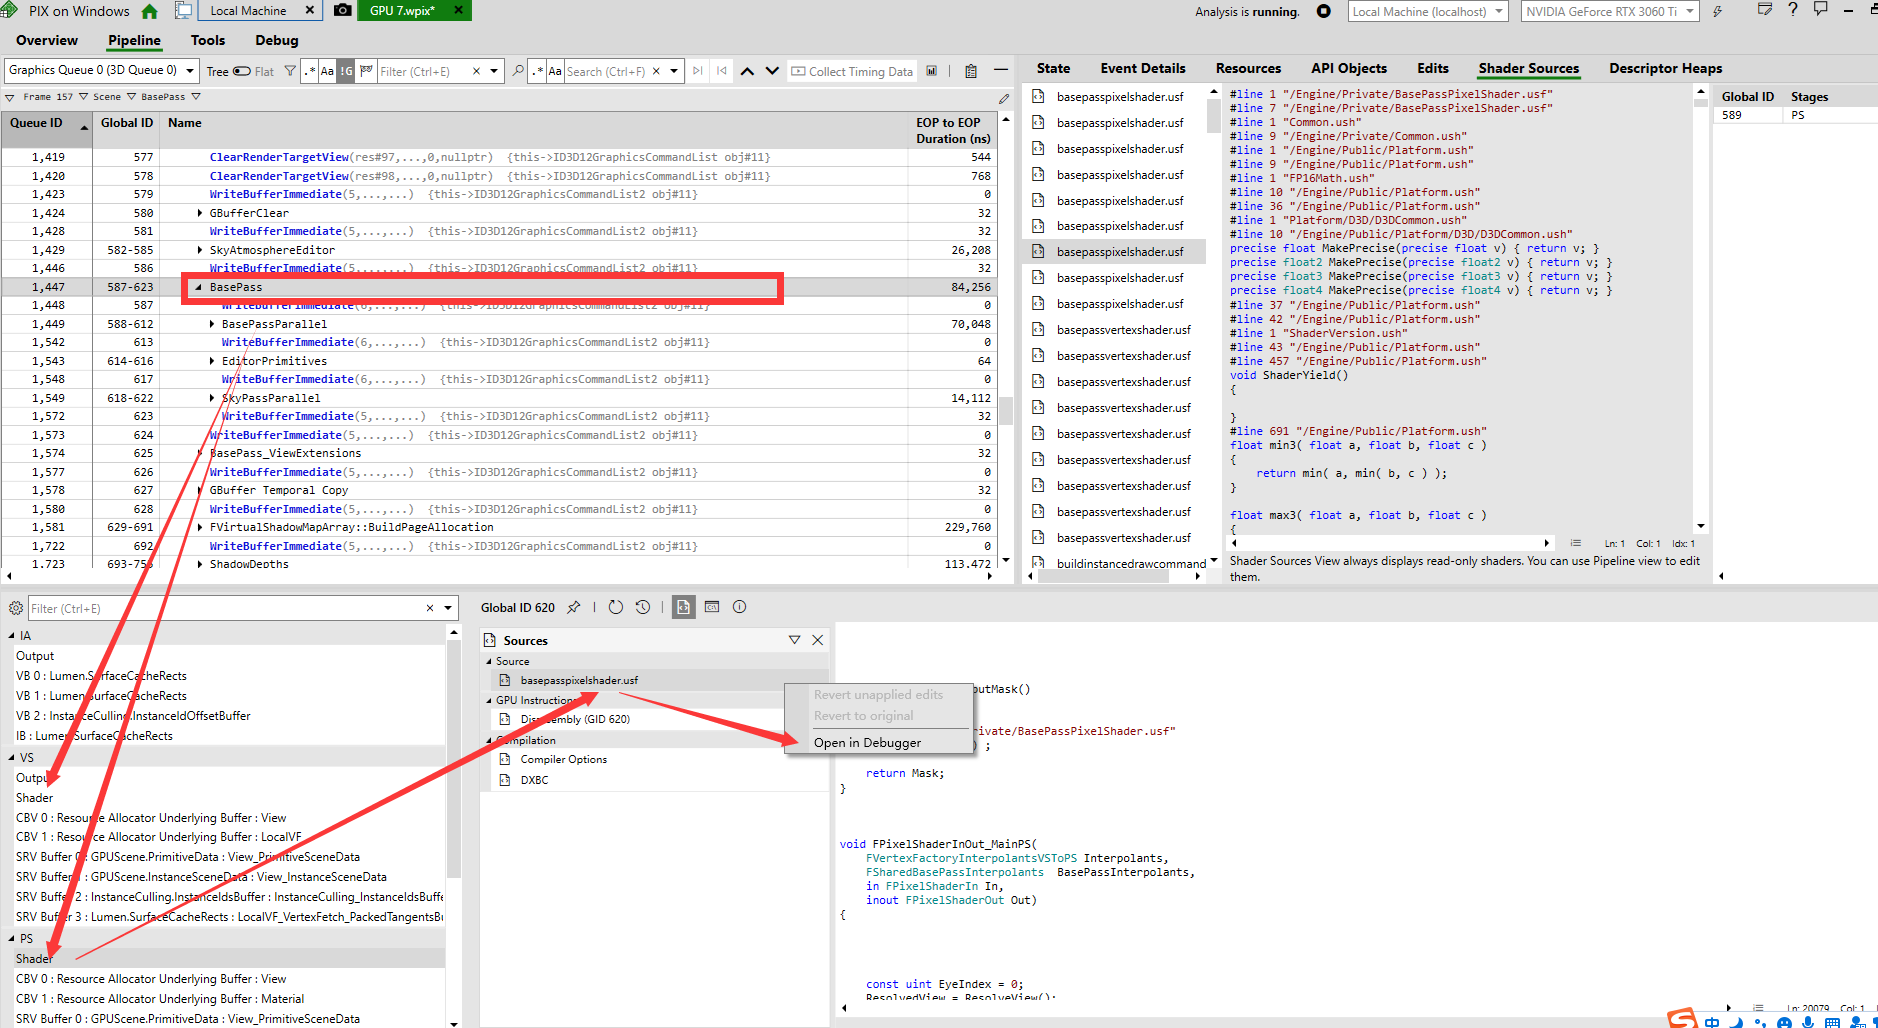 PIX on Windows
Local Machine ×
GPU 7.wpix* ×
Analysis is running.
Local Machine (localhost)
NVIDIA GeForce RTX 3060 Ti
Overview Pipeline Tools Debug
Graphics Queue 0 (3D Queue 0) Tree Flat .* Aa !G Filter (Ctrl+E) .* Aa Search (Ctrl+F) Collect Timing Data
Frame 157 Scene BasePass
Queue ID Global ID Name EOP to EOP
Duration (ns)
1,419 577 ClearRenderTargetView(res#97,...,0,nullptr) {this->ID3D12GraphicsCommandList obj#11} 544
1,420 578 ClearRenderTargetView(res#98,...,0,nullptr) {this->ID3D12GraphicsCommandList obj#11} 768
1,423 579 WriteBufferImmediate(5,...,...) {this->ID3D12GraphicsCommandList2 obj#11} 0
1,424 580 GBufferClear 32
1,428 581 WriteBufferImmediate(5,...,...) {this->ID3D12GraphicsCommandList2 obj#11} 32
1,429 582-585 SkyAtmosphereEditor 26,208
1,446 586 WriteBufferImmediate(5,...,...) {this->ID3D12GraphicsCommandList2 obj#11} 32
1,447 587-623 BasePass 84,256
1,448 587 WriteBufferImmediate(6,...,...) {this->ID3D12GraphicsCommandList2 obj#11} 0
1,449 588-612 BasePassParallel 70,048
1,542 613 WriteBufferImmediate(6,...,...) {this->ID3D12GraphicsCommandList2 obj#11} 0
1,543 614-616 EditorPrimitives 64
1,548 617 WriteBufferImmediate(6,...,...) {this->ID3D12GraphicsCommandList2 obj#11} 0
1,549 618-622 SkyPassParallel 14,112
1,572 623 WriteBufferImmediate(5,...,...) {this->ID3D12GraphicsCommandList2 obj#11} 32
1,573 624 WriteBufferImmediate(5,...,...) {this->ID3D12GraphicsCommandList2 obj#11} 0
1,574 625 BasePass_ViewExtensions 32
1,577 626 WriteBufferImmediate(5,...,...) {this->ID3D12GraphicsCommandList2 obj#11} 0
1,578 627 GBuffer Temporal Copy 32
1,580 628 WriteBufferImmediate(5,...,...) {this->ID3D12GraphicsCommandList2 obj#11} 0
1,581 629-691 FVirtualShadowMapArray::BuildPageAllocation 229,760
1,722 692 WriteBufferImmediate(5,...,...) {this->ID3D12GraphicsCommandList2 obj#11} 0
1,723 ShadowDepths 113,472
State Event Details Resources API Objects Edits Shader Sources Descriptor Heaps
basepasspixelshader.usf
basepasspixelshader.usf
basepasspixelshader.usf
basepasspixelshader.usf
basepasspixelshader.usf
basepasspixelshader.usf
basepasspixelshader.usf
basepasspixelshader.usf
basepasspixelshader.usf
basepassvertexshader.usf
basepassvertexshader.usf
basepassvertexshader.usf
basepassvertexshader.usf
basepassvertexshader.usf
basepassvertexshader.usf
basepassvertexshader.usf
basepassvertexshader.usf
basepassvertexshader.usf
buildinstancedrawcommand
#line 1 "/Engine/Private/BasePassPixelShader.usf"
#line 7 "/Engine/Private/BasePassPixelShader.usf"
#line 1 "Common.ush"
#line 9 "/Engine/Private/Common.ush"
#line 1 "/Engine/Public/Platform.ush"
#line 9 "/Engine/Public/Platform.ush"
#line 1 "FP16Math.ush"
#line 10 "/Engine/Public/Platform.ush"
#line 36 "/Engine/Public/Platform.ush"
#line 1 "Platform/D3D/D3DCommon.ush"
#line 10 "/Engine/Public/Platform/D3D/D3DCommon.ush"
precise float MakePrecise(precise float v) { return v; }
precise float2 MakePrecise(precise float2 v) { return v; }
precise float3 MakePrecise(precise float3 v) { return v; }
precise float4 MakePrecise(precise float4 v) { return v; }
#line 37 "/Engine/Public/Platform.ush"
#line 42 "/Engine/Public/Platform.ush"
#line 1 "ShaderVersion.ush"
#line 43 "/Engine/Public/Platform.ush"
#line 457 "/Engine/Public/Platform.ush"
void ShaderYield()
{
}
#line 691 "/Engine/Public/Platform.ush"
float min3( float a, float b, float c )
{
return min( a, min( b, c ) );
}
float max3( float a, float b, float c )
{
Ln: 1 Col: 1 Idx: 1
Shader Sources View always displays read-only shaders. You can use Pipeline view to edit
them.
Global ID Stages
589 PS
Filter (Ctrl+E)
IA
Output
VB 0 : Lumen.SurfaceCacheRects
VB 1 : Lumen.SurfaceCacheRects
VB 2 : InstanceCulling.InstanceIdOffsetBuffer
IB : Lumen.SurfaceCacheRects
VS
Output
Shader
CBV 0 : Resource Allocator Underlying Buffer : View
CBV 1 : Resource Allocator Underlying Buffer : LocalVF
SRV Buffer 0 : GPUScene.PrimitiveData : View_PrimitiveSceneData
SRV Buffer 1 : GPUScene.InstanceSceneData : View_InstanceSceneData
SRV Buffer 2 : InstanceCulling.InstanceIdsBuffer : InstanceCulling_InstanceIdsBuffe
SRV Buffer 3 : Lumen.SurfaceCacheRects : LocalVF_VertexFetch_PackedTangentsBu
PS
Shader
CBV 0 : Resource Allocator Underlying Buffer : View
CBV 1 : Resource Allocator Underlying Buffer : Material
SRV Buffer 0 : GPUScene.PrimitiveData : View_PrimitiveSceneData
Global ID 620
Sources
Source
basepasspixelshader.usf
GPU Instructions
Disassembly (GID 620)
Compilation
Compiler Options
DXBC
Revert unapplied edits
Revert to original
Open in Debugger
utMask()
rivate/BasePassPixelShader.usf"
) ;
return Mask;
}
void FPixelShaderInOut_MainPS(
FVertexFactoryInterpolantsVSToPS Interpolants,
FSharedBasePassInterpolants BasePassInterpolants,
in FPixelShaderIn In,
inout FPixelShaderOut Out)
{
const uint EyeIndex = 0;
ResolvedView = ResolveView();
Ln: 20079 Col: 1
中